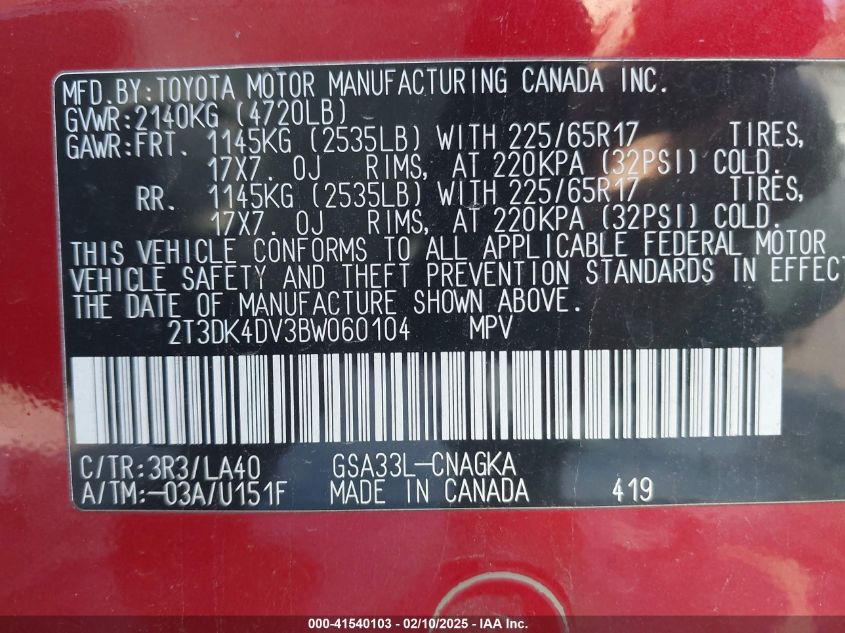 MFD.BY:TOYOTA MOTOR MANUFACTURING CANADA INC.
GVWR:2140KG (4720LB)
GAWR:FRT. 1145KG (2535LB) WITH 225/65R17 TIRES,
17X7. 0J RIMS, AT 220KPA (32PSI) COLD.
RR. 1145KG (2535LB) WITH 225/65R17 TIRES,
17X7. 0J RIMS, AT 220KPA (32PSI) COLD.
THIS VEHICLE CONFORMS TO ALL APPLICABLE FEDERAL MOTOR
VEHICLE SAFETY AND THEFT PREVENTION STANDARDS IN EFFECT
THE DATE OF MANUFACTURE SHOWN ABOVE.
2T3DK4DV3BW060104 MPV
C/TR:3R3/LA40 GSA33L-CNAGKA
A/TM:-03A/U151F MADE IN CANADA 419
000-41540103 - 02/10/2025 - IAA Inc.